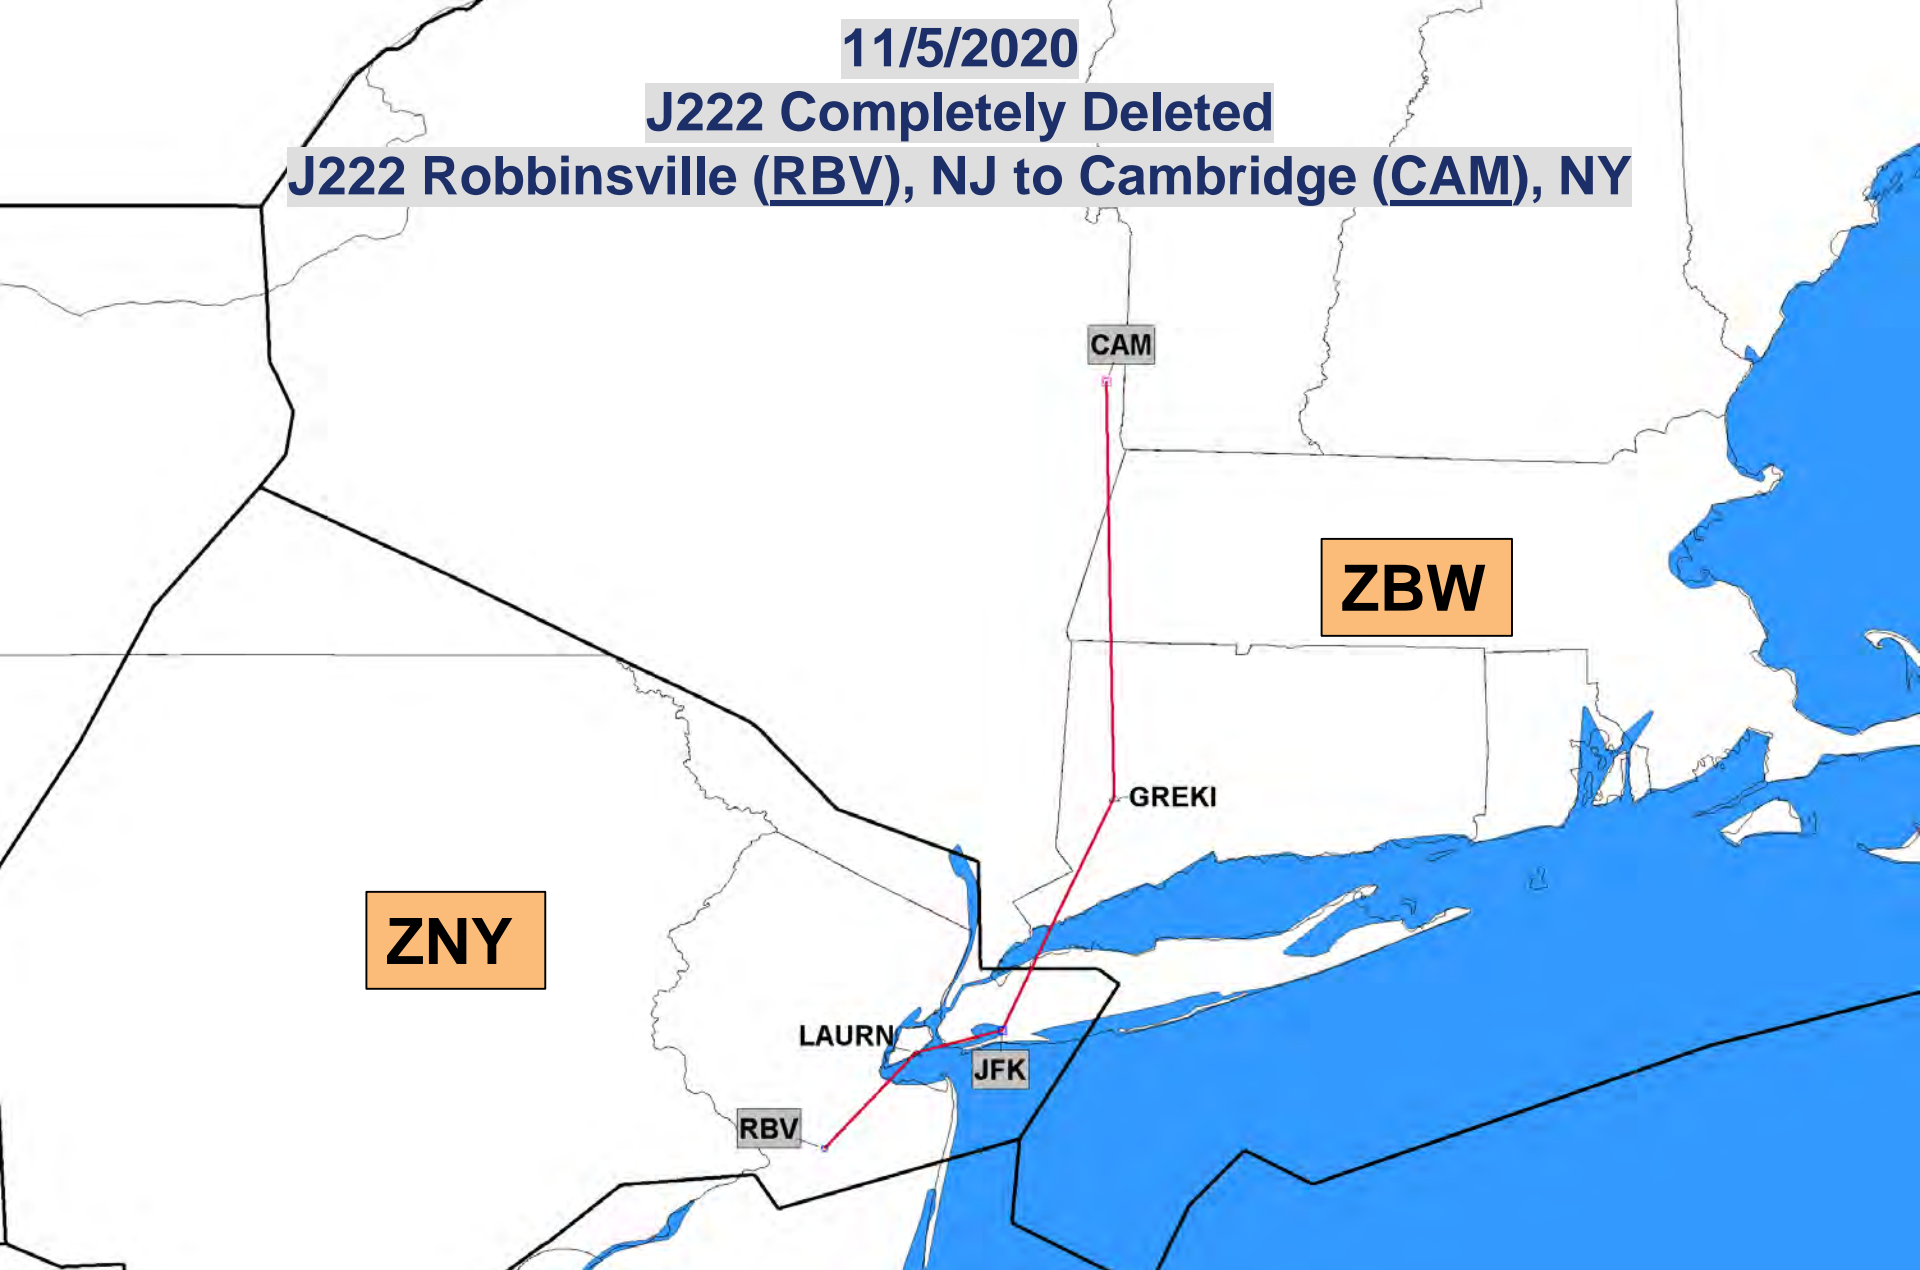 11/5/2020
J222 Completely Deleted
J222 Robbinsville (RBV), NJ to Cambridge (CAM), NY
CAM
ZBW
GREKI
ZNY
LAURN
JFK
RBV